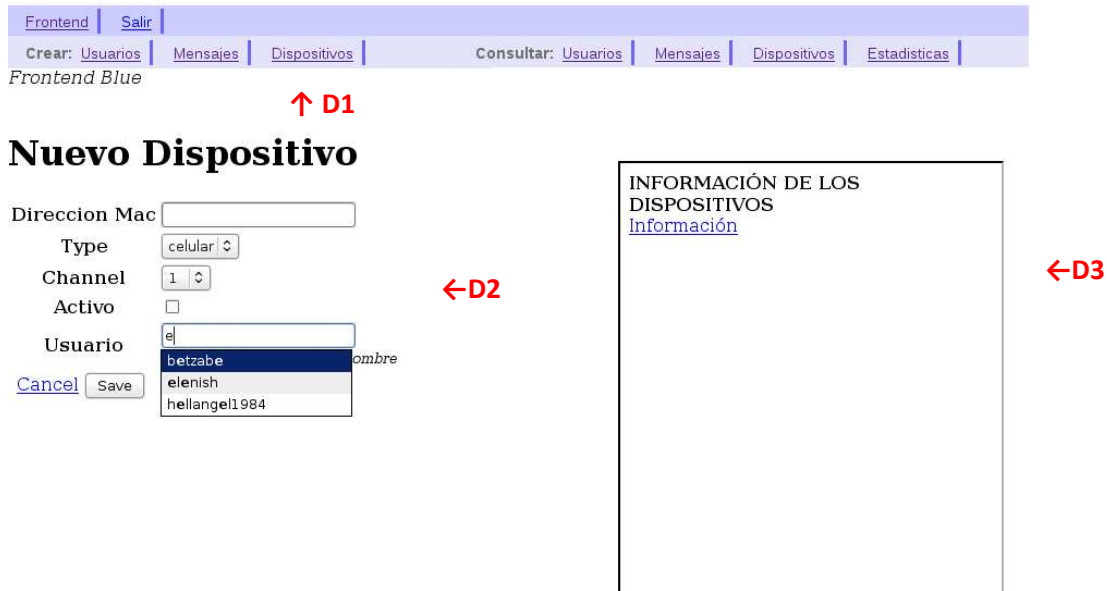 Frontend Salir
Crear: Usuarios Mensajes Dispositivos Consultar: Usuarios Mensajes Dispositivos Estadisticas
Frontend Blue
↑ D1
Nuevo Dispositivo
Direccion Mac
Type celular
Channel 1
Activo
Usuario e
betzabe
elenish
hellangel1984
Cancel Save
←D2
INFORMACIÓN DE LOS
DISPOSITIVOS
Información
←D3